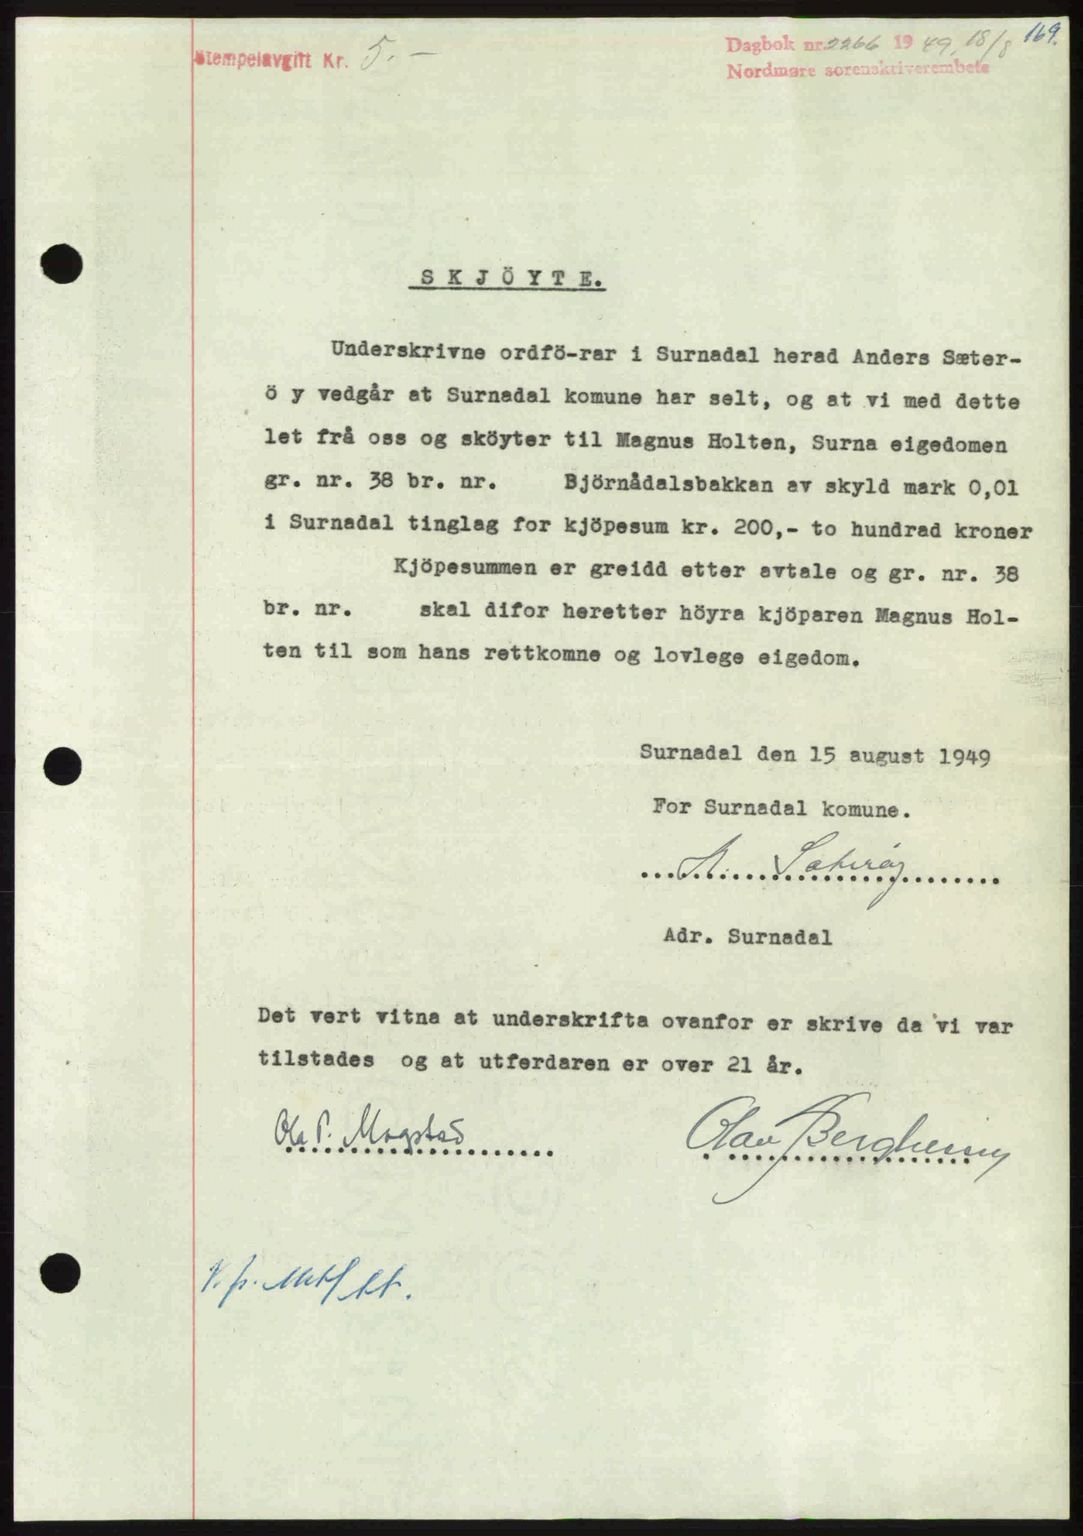 169.
Stempelavgift Kr. 5.-
Dagbok nr. 2266 1949, 18/8
Nordmøre sorenskriverembete
SKJÖYTE.
Underskrivne ordfö-rar i Surnadal herad Anders Sæter-
ö y vedgår at Surnadal komune har selt, og at vi med dette
let frå oss og sköyter til Magnus Holten, Surna eigedomen
gr. nr. 38 br. nr. Björnådalsbakkan av skyld mark 0,01
i Surnadal tinglag for kjöpesum kr. 200,- to hundrad kroner
Kjöpesummen er greidd etter avtale og gr. nr. 38
br. nr. skal difor heretter höyra kjöparen Magnus Hol-
ten til som hans rettkomne og lovlege eigedom.
Surnadal den 15 august 1949
For Surnadal komune.
A. Sæterøy
Adr. Surnadal
Det vert vitna at underskrifta ovanfor er skrive da vi var
tilstades og at utferdaren er over 21 år.
Ola P. Mogstad Olav Bergheim